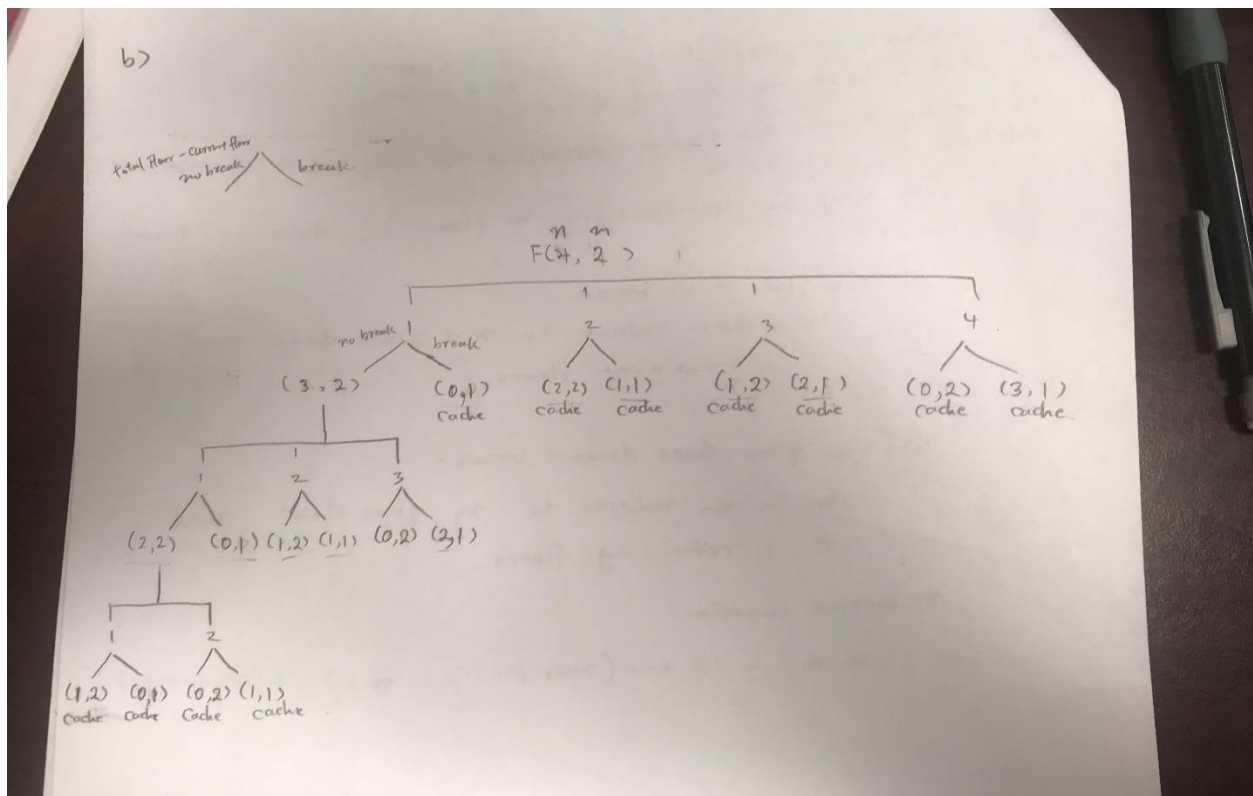 b)
total floor - current floor
no break break
n m
F(4, 2)
1 2 3 4
no break break
(3, 2) (0,1) (2,2) (1,1) (1,2) (2,1) (0,2) (3,1)
cache cache cache cache cache cache cache
1 2 3
(2,2) (0,1) (1,2) (1,1) (0,2) (2,1)
1 2
(1,2) (0,1) (0,2) (1,1)
cache cache cache cache